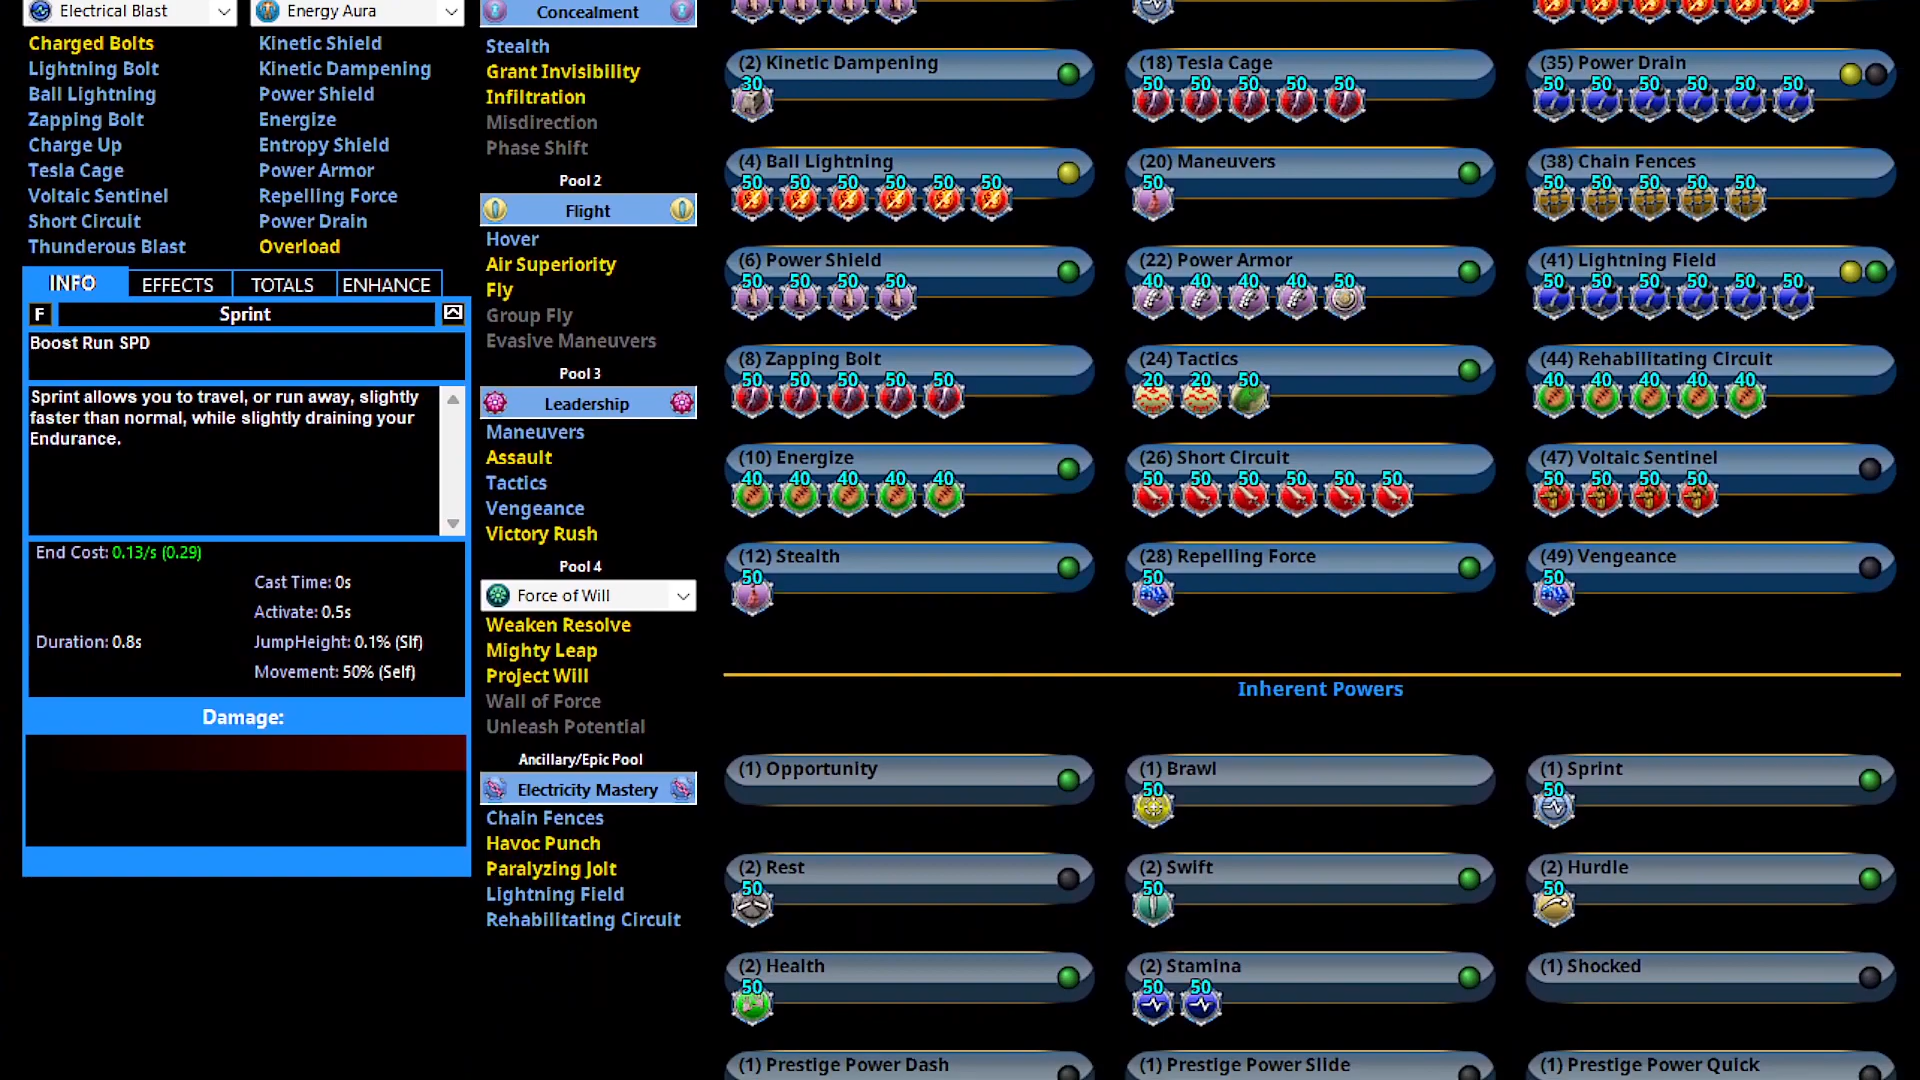 Electrical Blast
Energy Aura
Charged Bolts
Lightning Bolt
Ball Lightning
Zapping Bolt
Charge Up
Tesla Cage
Voltaic Sentinel
Short Circuit
Thunderous Blast
Kinetic Shield
Kinetic Dampening
Power Shield
Energize
Entropy Shield
Power Armor
Repelling Force
Power Drain
Overload
INFO EFFECTS TOTALS ENHANCE
F Sprint
Boost Run SPD
Sprint allows you to travel, or run away, slightly
faster than normal, while slightly draining your
Endurance.
End Cost: 0.13/s (0.29)
Cast Time: 0s
Activate: 0.5s
Duration: 0.8s JumpHeight: 0.1% (Slf)
Movement: 50% (Self)
Damage:
Concealment
Stealth
Grant Invisibility
Infiltration
Misdirection
Phase Shift
Pool 2
Flight
Hover
Air Superiority
Fly
Group Fly
Evasive Maneuvers
Pool 3
Leadership
Maneuvers
Assault
Tactics
Vengeance
Victory Rush
Pool 4
Force of Will
Weaken Resolve
Mighty Leap
Project Will
Wall of Force
Unleash Potential
Ancillary/Epic Pool
Electricity Mastery
Chain Fences
Havoc Punch
Paralyzing Jolt
Lightning Field
Rehabilitating Circuit
(2) Kinetic Dampening
30
(4) Ball Lightning
50 50 50 50 50 50
(6) Power Shield
50 50 50 50
(8) Zapping Bolt
50 50 50 50 50
(10) Energize
40 40 40 40 40
(12) Stealth
50
(18) Tesla Cage
50 50 50 50 50
(20) Maneuvers
50
(22) Power Armor
40 40 40 40 50
(24) Tactics
20 20 50
(26) Short Circuit
50 50 50 50 50 50
(28) Repelling Force
50
(35) Power Drain
50 50 50 50 50 50
(38) Chain Fences
50 50 50 50 50
(41) Lightning Field
50 50 50 50 50 50
(44) Rehabilitating Circuit
40 40 40 40 40
(47) Voltaic Sentinel
50 50 50 50
(49) Vengeance
50
Inherent Powers
(1) Opportunity
(1) Brawl
50
(1) Sprint
50
(2) Rest
50
(2) Swift
50
(2) Hurdle
50
(2) Health
50
(2) Stamina
50 50
(1) Shocked
(1) Prestige Power Dash
(1) Prestige Power Slide
(1) Prestige Power Quick